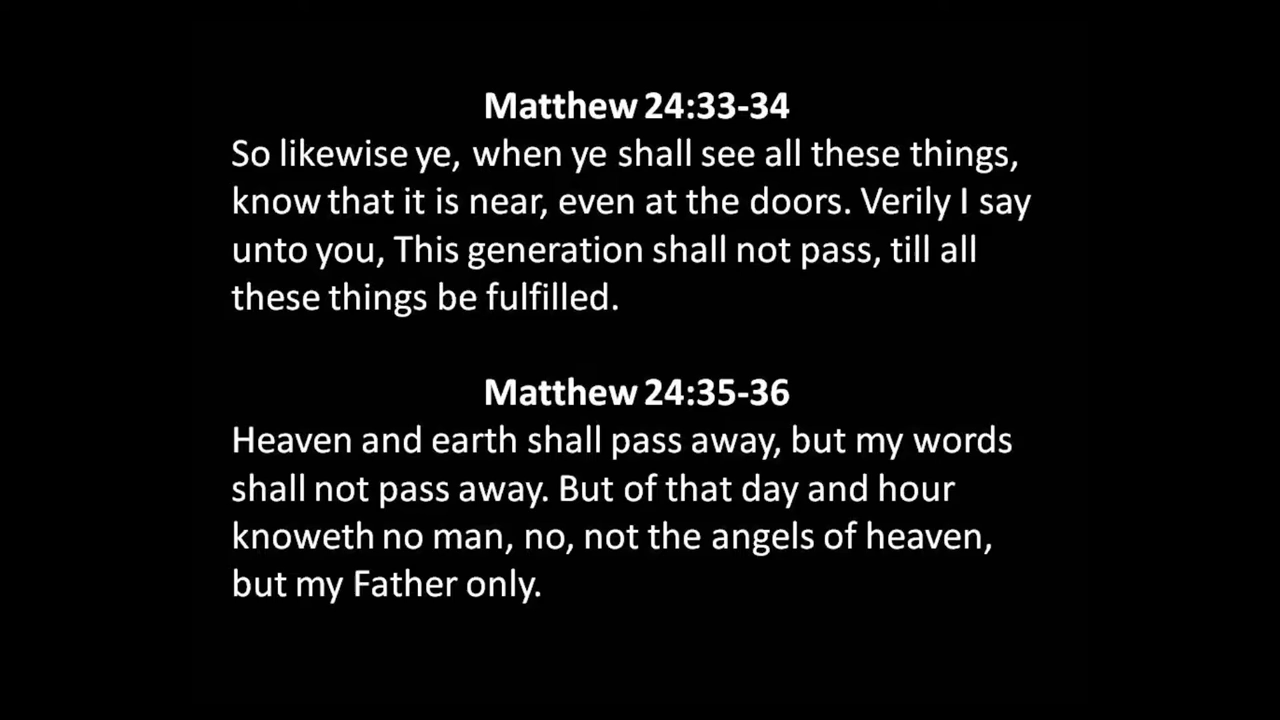 Matthew 24:33-34
So likewise ye, when ye shall see all these things,
know that it is near, even at the doors. Verily I say
unto you, This generation shall not pass, till all
these things be fulfilled.
Matthew 24:35-36
Heaven and earth shall pass away, but my words
shall not pass away. But of that day and hour
knoweth no man, no, not the angels of heaven,
but my Father only.